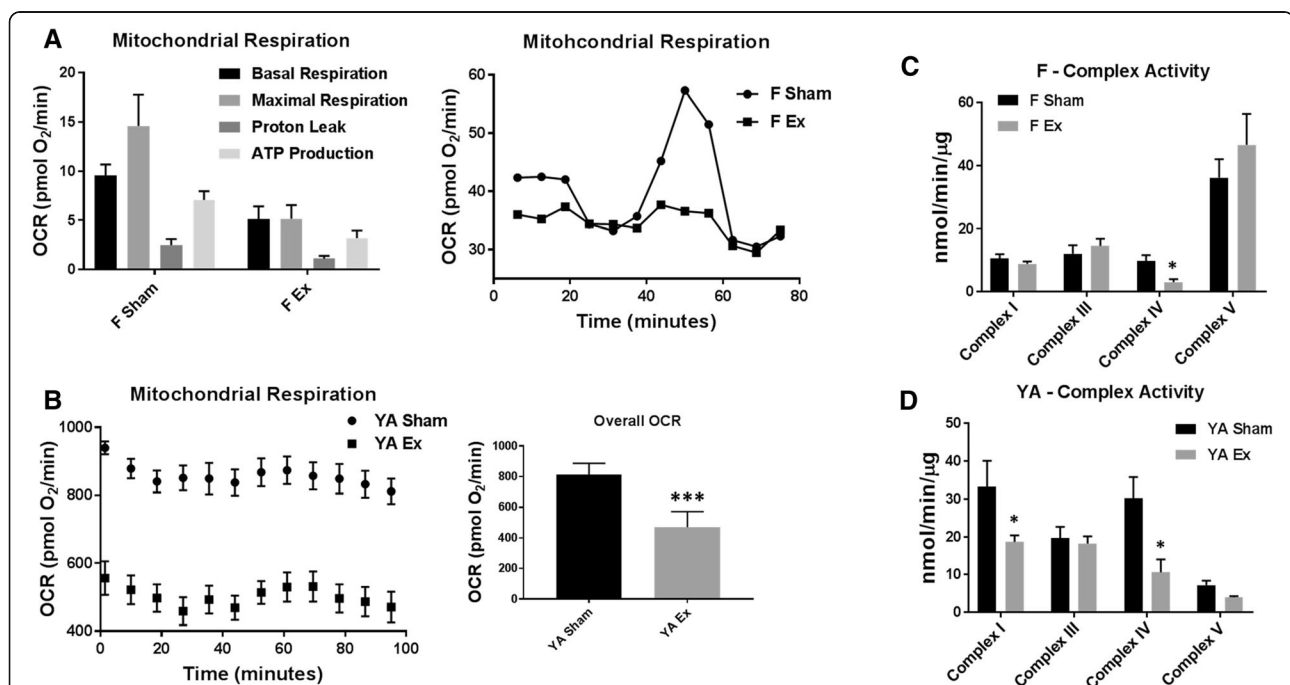 A
Mitochondrial Respiration
Basal Respiration
Maximal Respiration
Proton Leak
ATP Production
OCR (pmol O2/min)
20
15
10
5
0
F Sham
F Ex
Mitohcondrial Respiration
F Sham
F Ex
OCR (pmol O2/min)
60
50
40
30
0
20
40
60
80
Time (minutes)
B
Mitochondrial Respiration
YA Sham
YA Ex
OCR (pmol O2/min)
1000
800
600
400
0
20
40
60
80
100
Time (minutes)
Overall OCR
OCR (pmol O2/min)
1000
800
600
400
200
0
***
YA Sham
YA Ex
C
F - Complex Activity
F Sham
F Ex
nmol/min/µg
60
40
20
0
*
Complex I
Complex III
Complex IV
Complex V
D
YA - Complex Activity
YA Sham
YA Ex
nmol/min/µg
50
40
30
20
10
0
*
*
Complex I
Complex III
Complex IV
Complex V